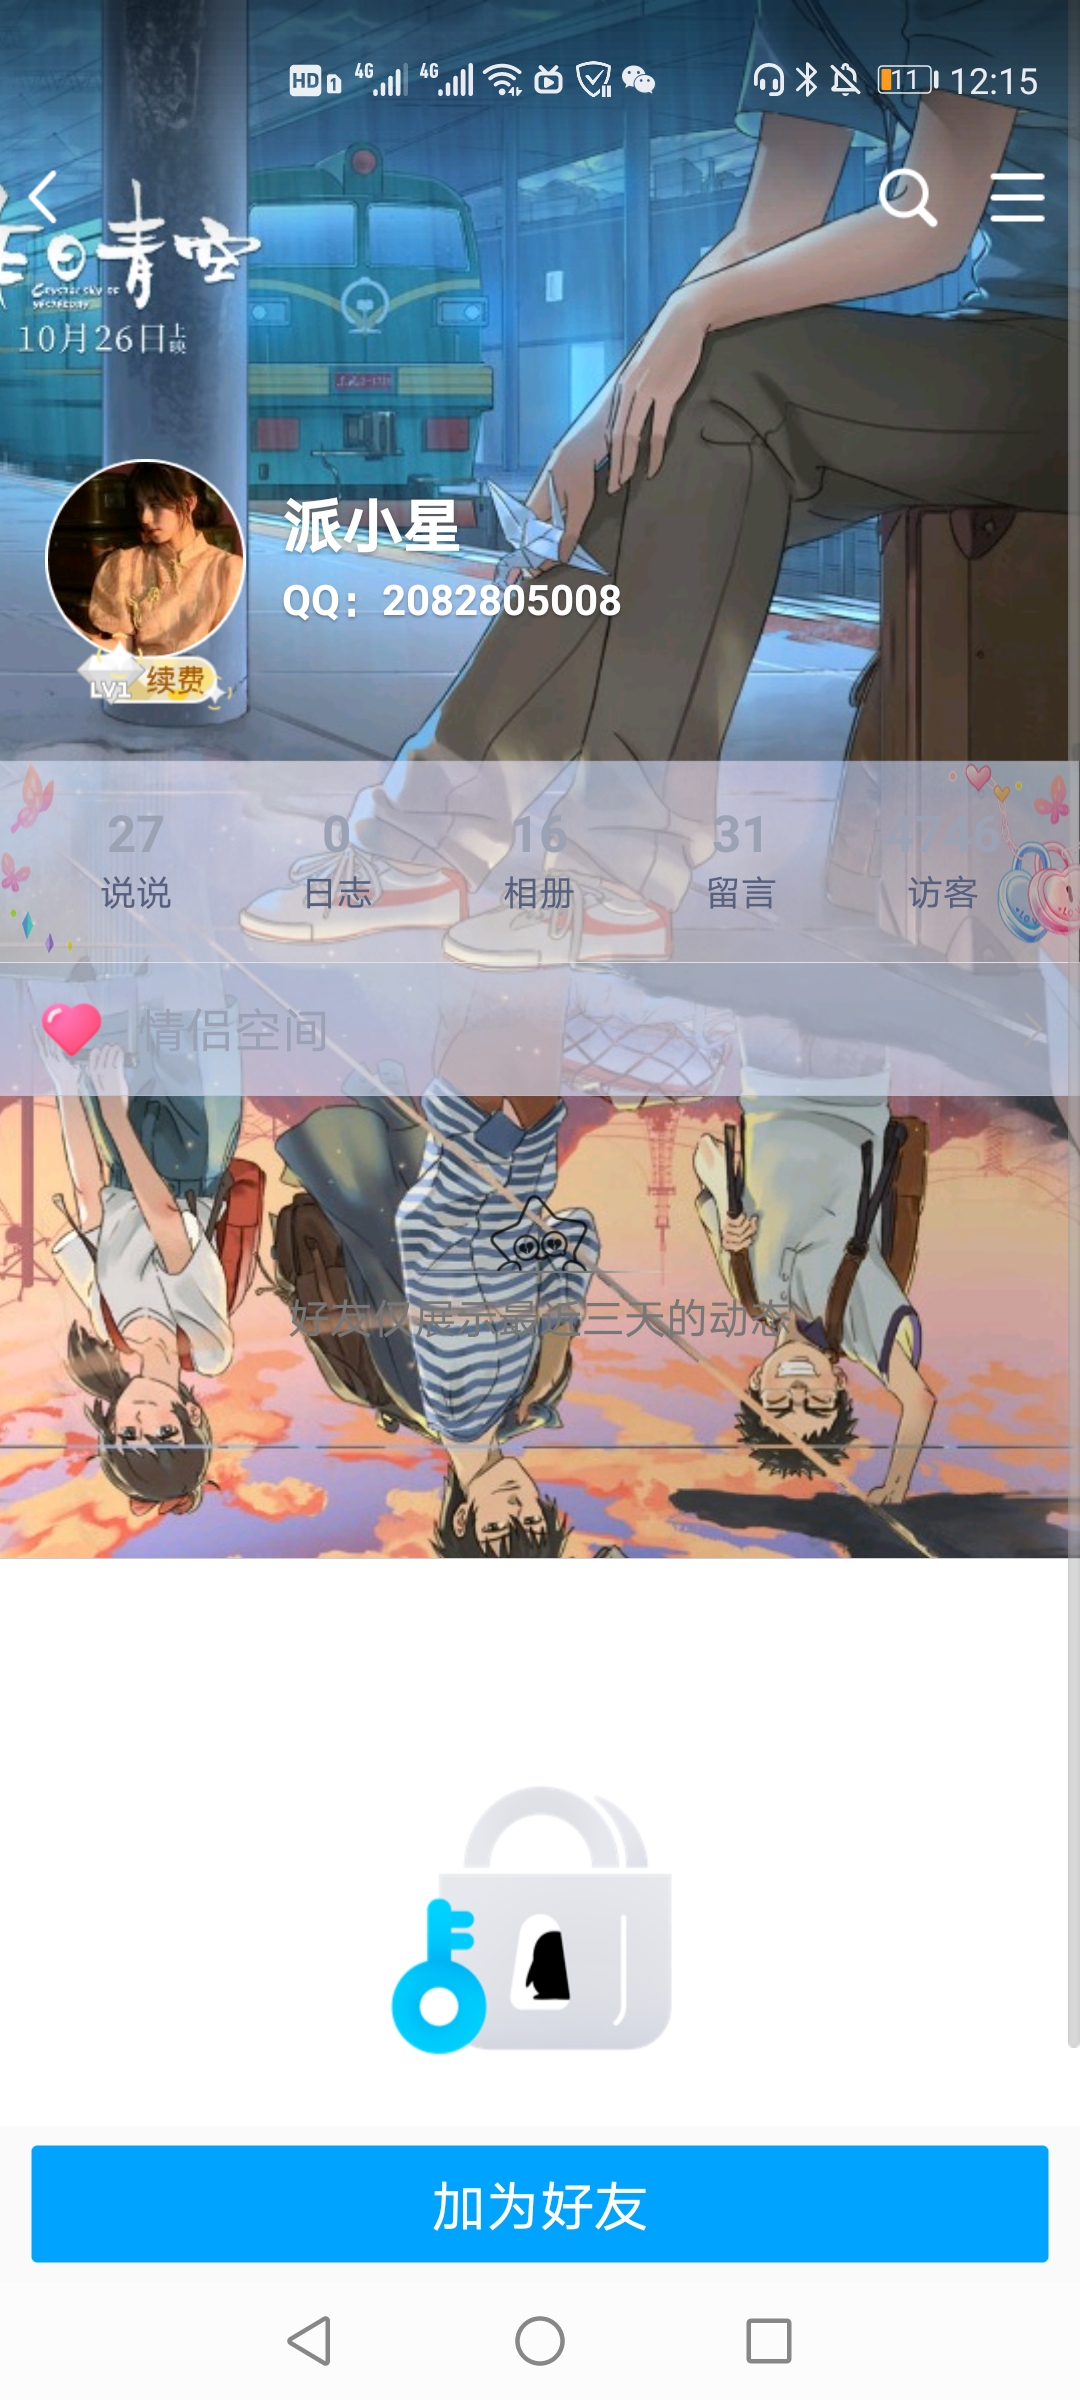 HD 1 4G 4G 11 12:15
昨日青空
CRYSTAL SKY OF
YESTERDAY
10月26日上映
派小星
QQ：2082805008
LV1 续费
27 0 16 31 4746
说说 日志 相册 留言 访客
情侣空间
好友仅展示最近三天的动态
加为好友